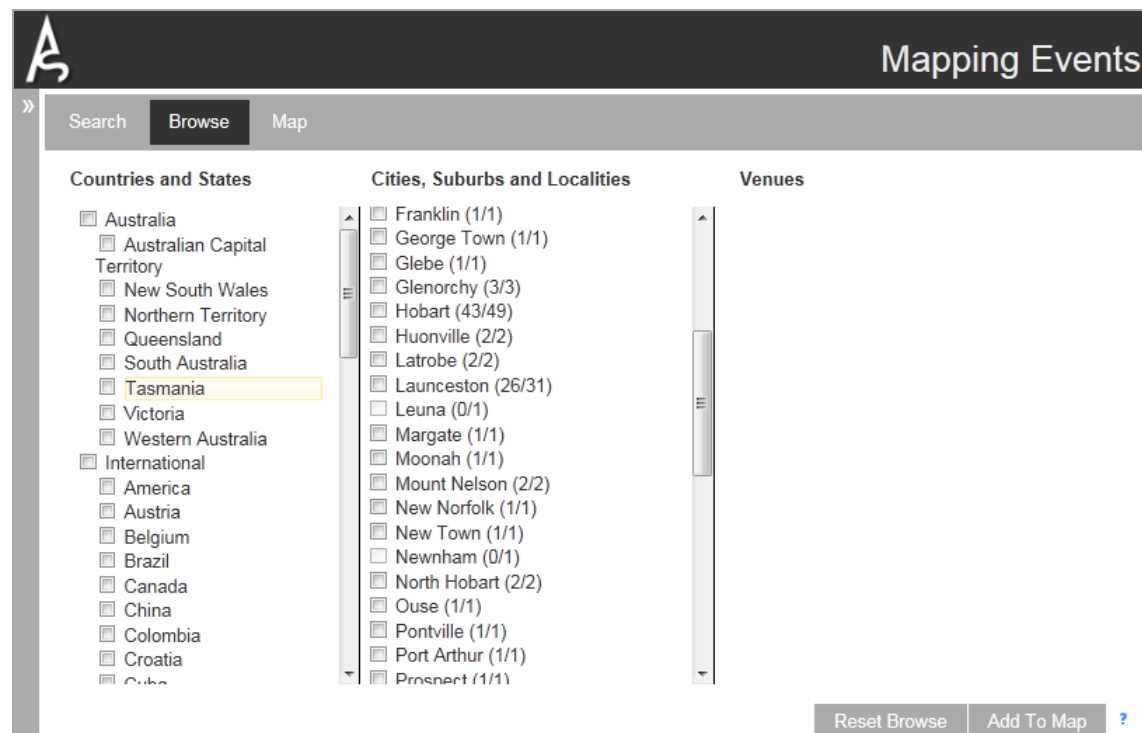 Mapping Events
»
Search Browse Map
Countries and States
Australia
Australian Capital
Territory
New South Wales
Northern Territory
Queensland
South Australia
Tasmania
Victoria
Western Australia
International
America
Austria
Belgium
Brazil
Canada
China
Colombia
Croatia
Cuba
Cities, Suburbs and Localities
Franklin (1/1)
George Town (1/1)
Glebe (1/1)
Glenorchy (3/3)
Hobart (43/49)
Huonville (2/2)
Latrobe (2/2)
Launceston (26/31)
Leuna (0/1)
Margate (1/1)
Moonah (1/1)
Mount Nelson (2/2)
New Norfolk (1/1)
New Town (1/1)
Newnham (0/1)
North Hobart (2/2)
Ouse (1/1)
Pontville (1/1)
Port Arthur (1/1)
Prospect (1/1)
Venues
Reset Browse Add To Map ?